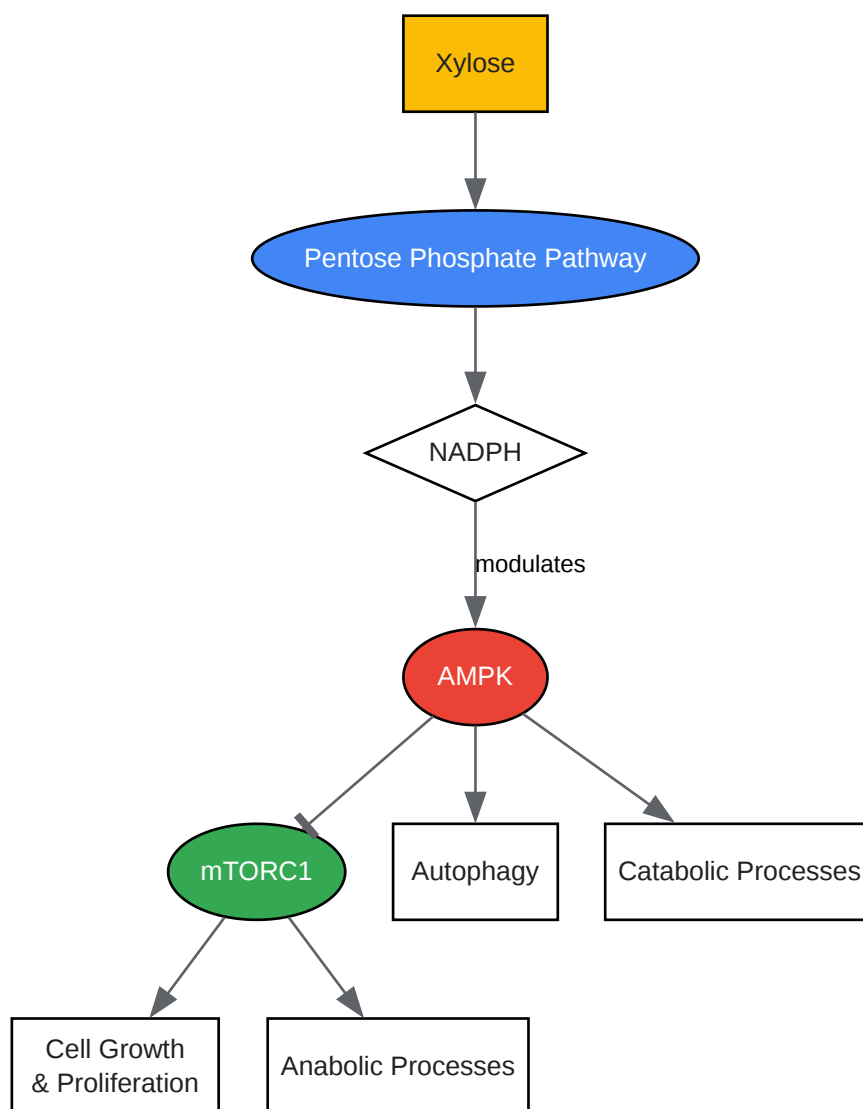 Xylose
Pentose Phosphate Pathway
NADPH
modulates
AMPK
mTORC1
Autophagy
Catabolic Processes
Cell Growth
& Proliferation
Anabolic Processes